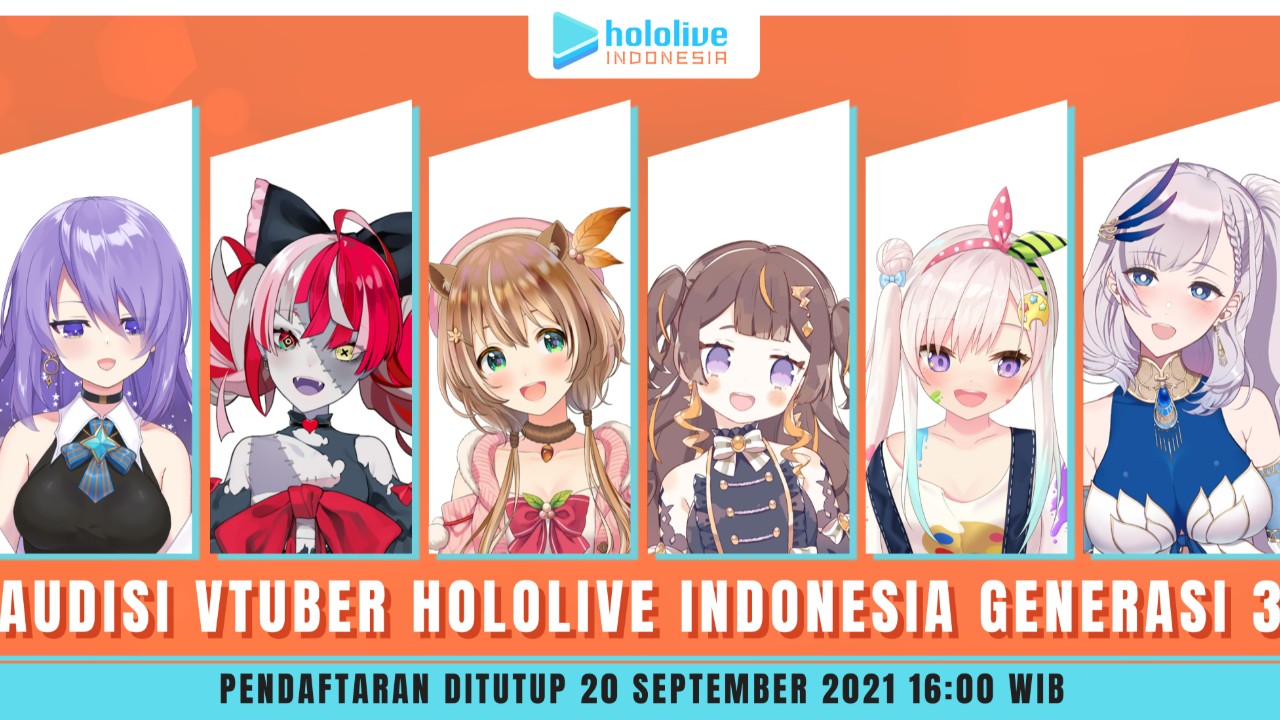 hololive
INDONESIA
AUDISI VTUBER HOLOLIVE INDONESIA GENERASI 3
PENDAFTARAN DITUTUP 20 SEPTEMBER 2021 16:00 WIB